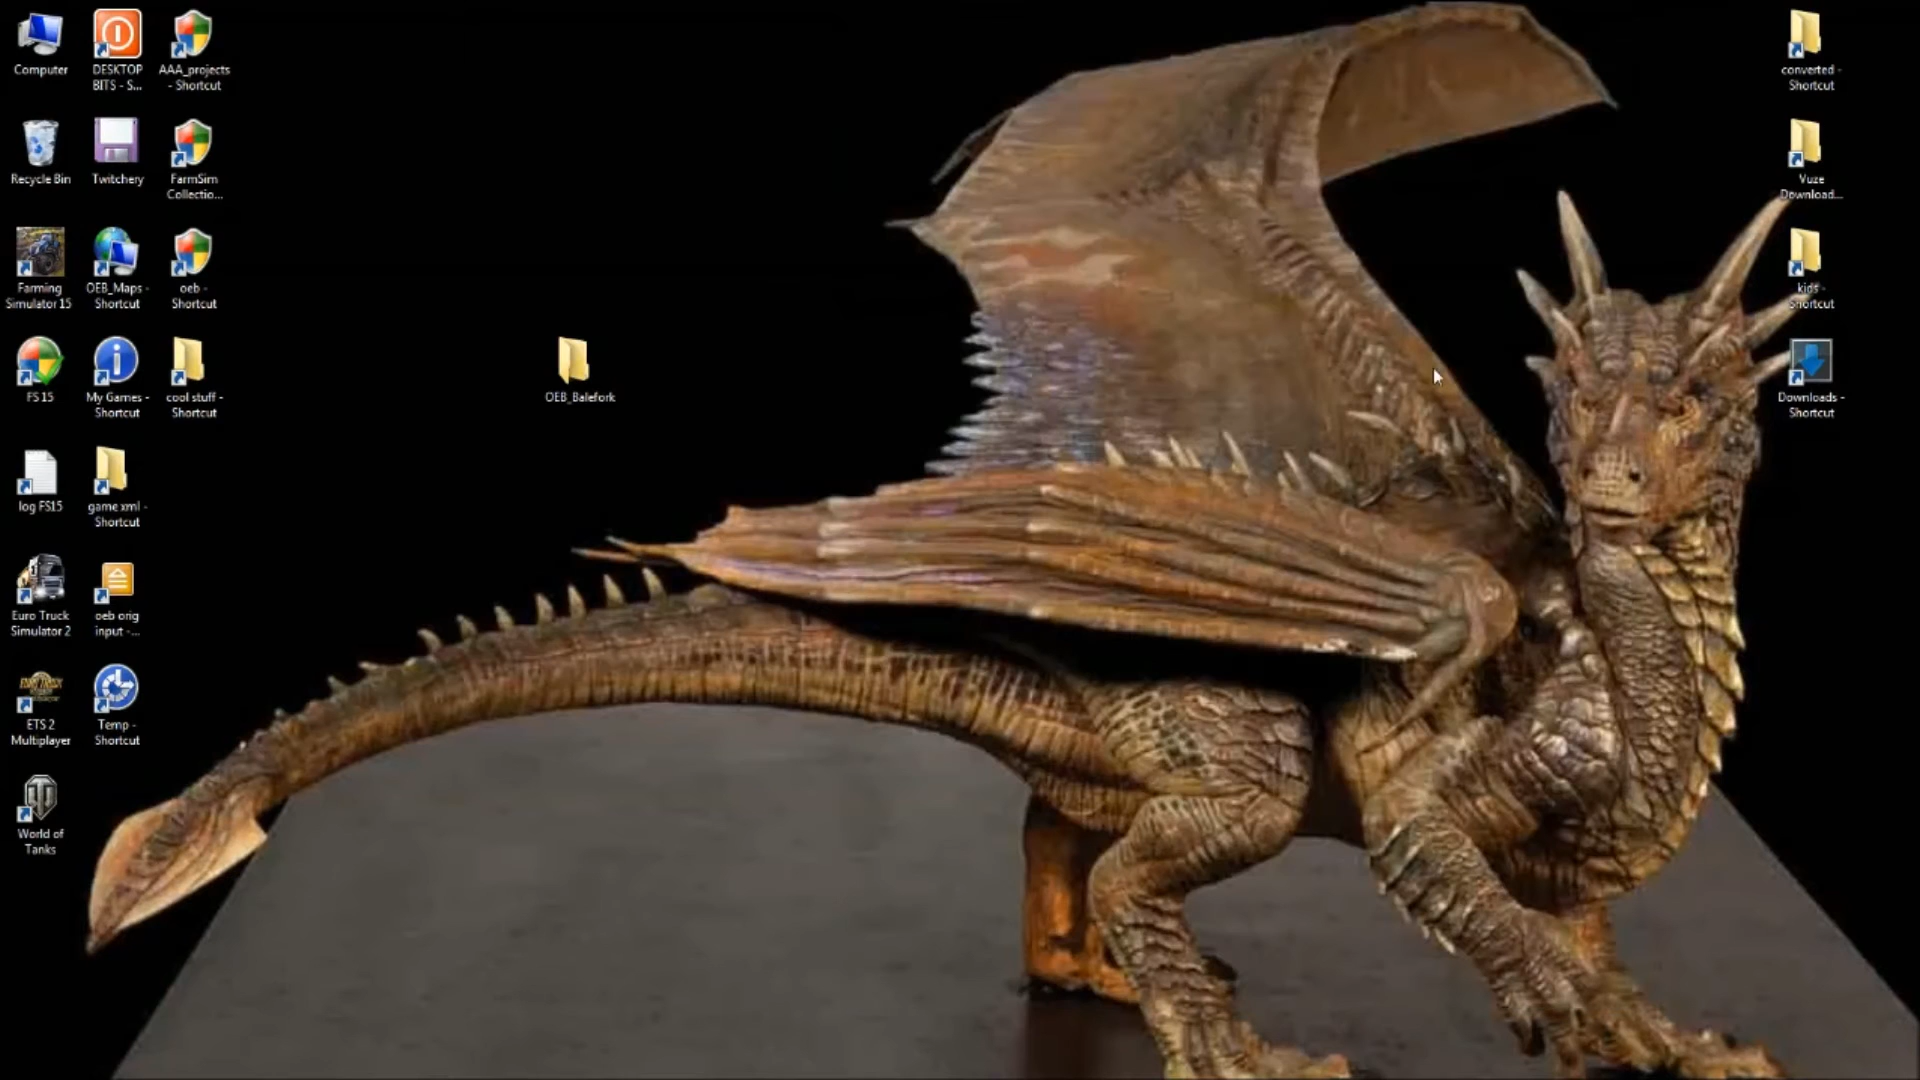 Computer
DESKTOP
BITS - S...
AAA_projects
- Shortcut
converted -
Shortcut
Recycle Bin
Twitchery
FarmSim
Collectio...
Vuze
Download...
Farming
Simulator 15
OEB_Maps -
Shortcut
oeb -
Shortcut
kids -
Shortcut
FS 15
My Games -
Shortcut
cool stuff -
Shortcut
OEB_Balefork
Downloads -
Shortcut
log FS15
game xml -
Shortcut
Euro Truck
Simulator 2
oeb orig
input -...
ETS 2
Multiplayer
Temp -
Shortcut
World of
Tanks